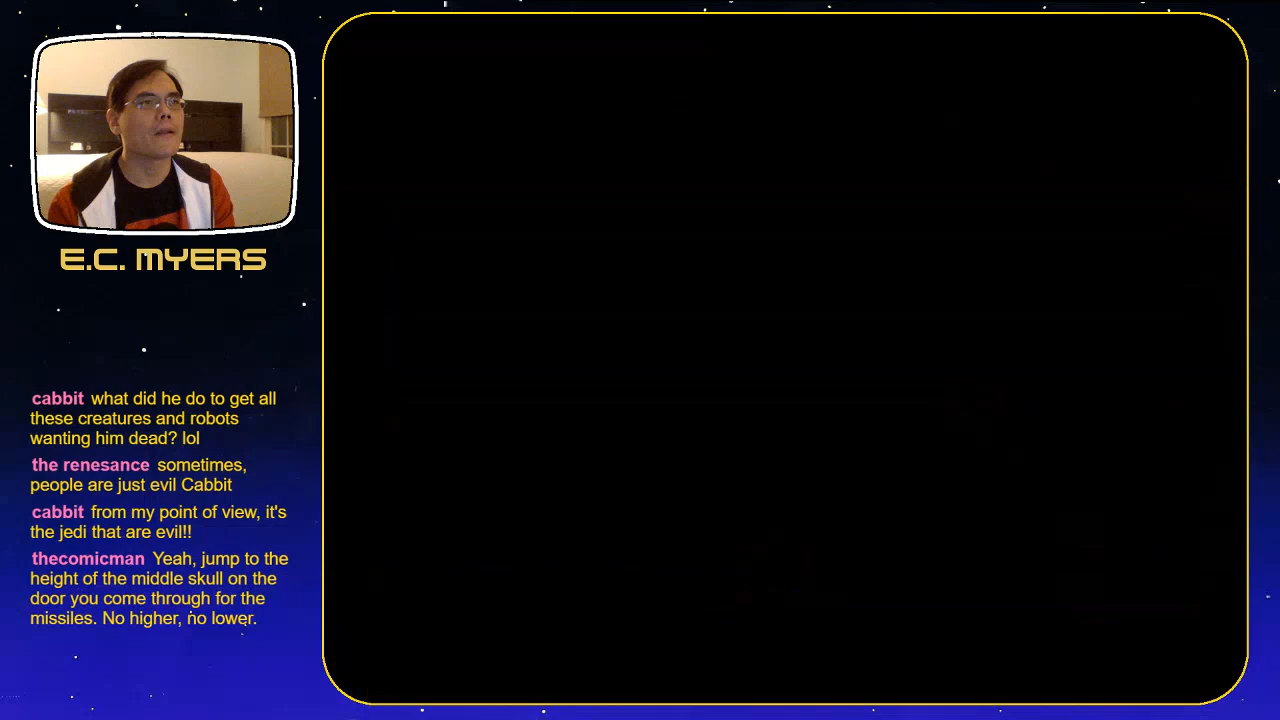 E.C. MYERS
cabbit what did he do to get all
these creatures and robots
wanting him dead? lol
the renesance sometimes,
people are just evil Cabbit
cabbit from my point of view, it's
the jedi that are evil!!
thecomicman Yeah, jump to the
height of the middle skull on the
door you come through for the
missiles. No higher, no lower.